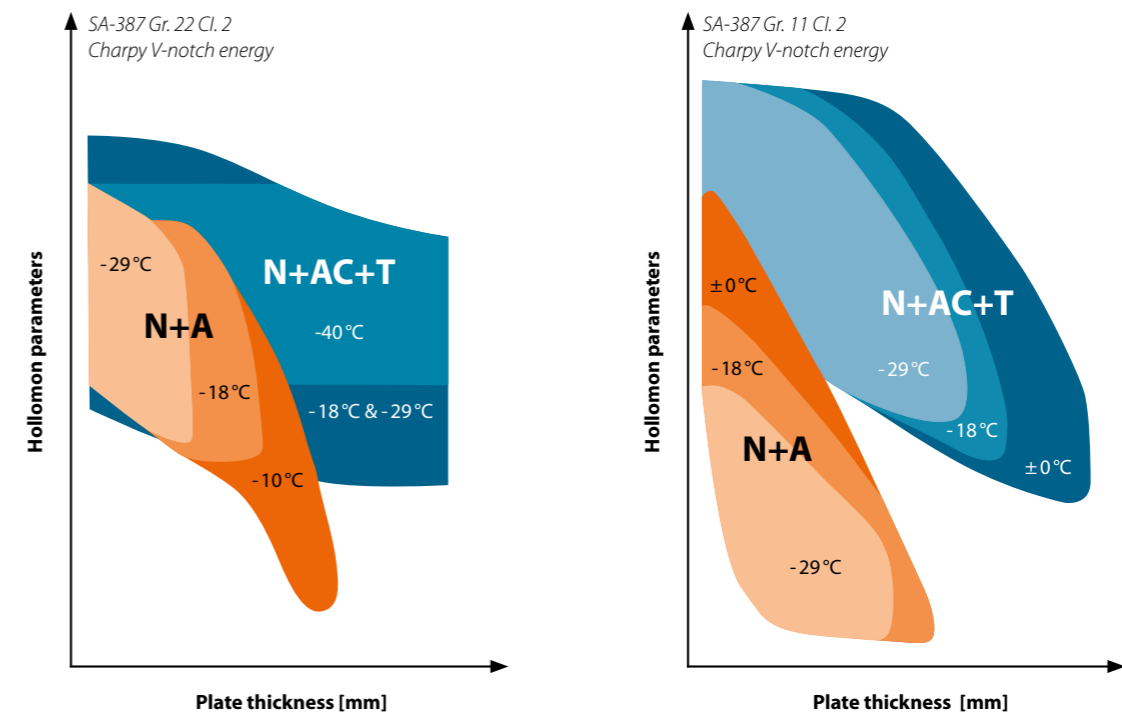 SA-387 Gr. 22 Cl. 2
Charpy V-notch energy
Hollomon parameters
-29 °C
N+A
-18 °C
-10 °C
N+AC+T
-40 °C
-18 °C & -29 °C
Plate thickness [mm]
SA-387 Gr. 11 Cl. 2
Charpy V-notch energy
Hollomon parameters
±0 °C
-18 °C
N+A
-29 °C
N+AC+T
-29 °C
-18 °C
±0 °C
Plate thickness [mm]